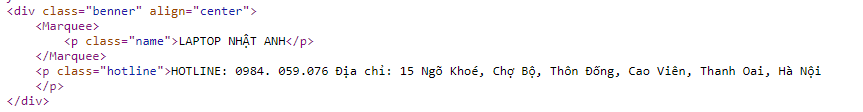 <div class="benner" align="center">
<Marquee>
<p class="name">LAPTOP NHẬT ANH</p>
</Marquee>
<p class="hotline">HOTLINE: 0984. 059.076 Địa chỉ: 15 Ngõ Khoé, Chợ Bộ, Thôn Đống, Cao Viên, Thanh Oai, Hà Nội
</p>
</div>